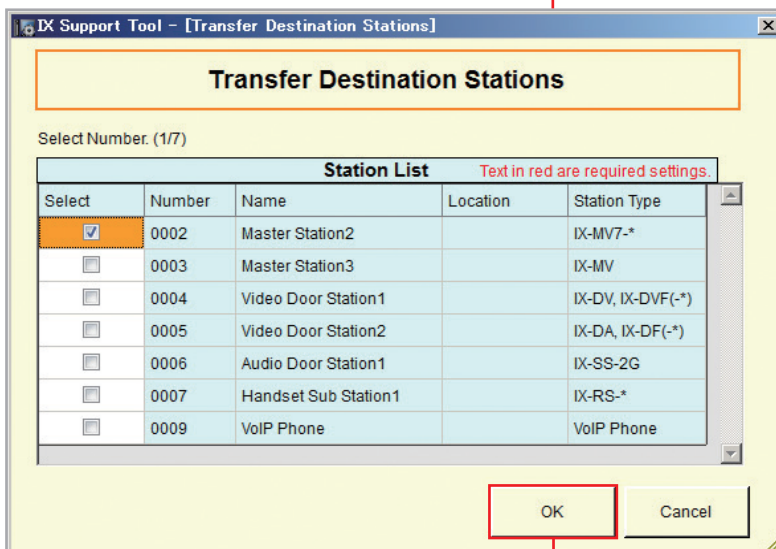 IX Support Tool - [Transfer Destination Stations]
Transfer Destination Stations
Select Number. (1/7)
Station List Text in red are required settings.
Select Number Name Location Station Type
0002 Master Station2 IX-MV7-*
0003 Master Station3 IX-MV
0004 Video Door Station1 IX-DV, IX-DVF(-*)
0005 Video Door Station2 IX-DA, IX-DF(-*)
0006 Audio Door Station1 IX-SS-2G
0007 Handset Sub Station1 IX-RS-*
0009 VoIP Phone VoIP Phone
OK Cancel